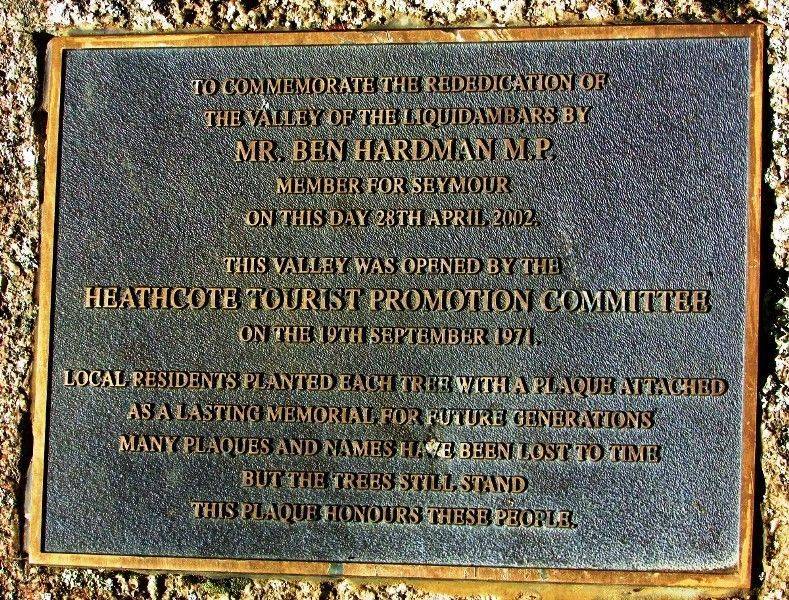 TO COMMEMORATE THE REDEDICATION OF
THE VALLEY OF THE LIQUIDAMBARS BY
MR. BEN HARDMAN M.P.
MEMBER FOR SEYMOUR
ON THIS DAY 28TH APRIL 2002.
THIS VALLEY WAS OPENED BY THE
HEATHCOTE TOURIST PROMOTION COMMITTEE
ON THE 19TH SEPTEMBER 1971.
LOCAL RESIDENTS PLANTED EACH TREE WITH A PLAQUE ATTACHED
AS A LASTING MEMORIAL FOR FUTURE GENERATIONS
MANY PLAQUES AND NAMES HAVE BEEN LOST TO TIME
BUT THE TREES STILL STAND
THIS PLAQUE HONOURS THESE PEOPLE.